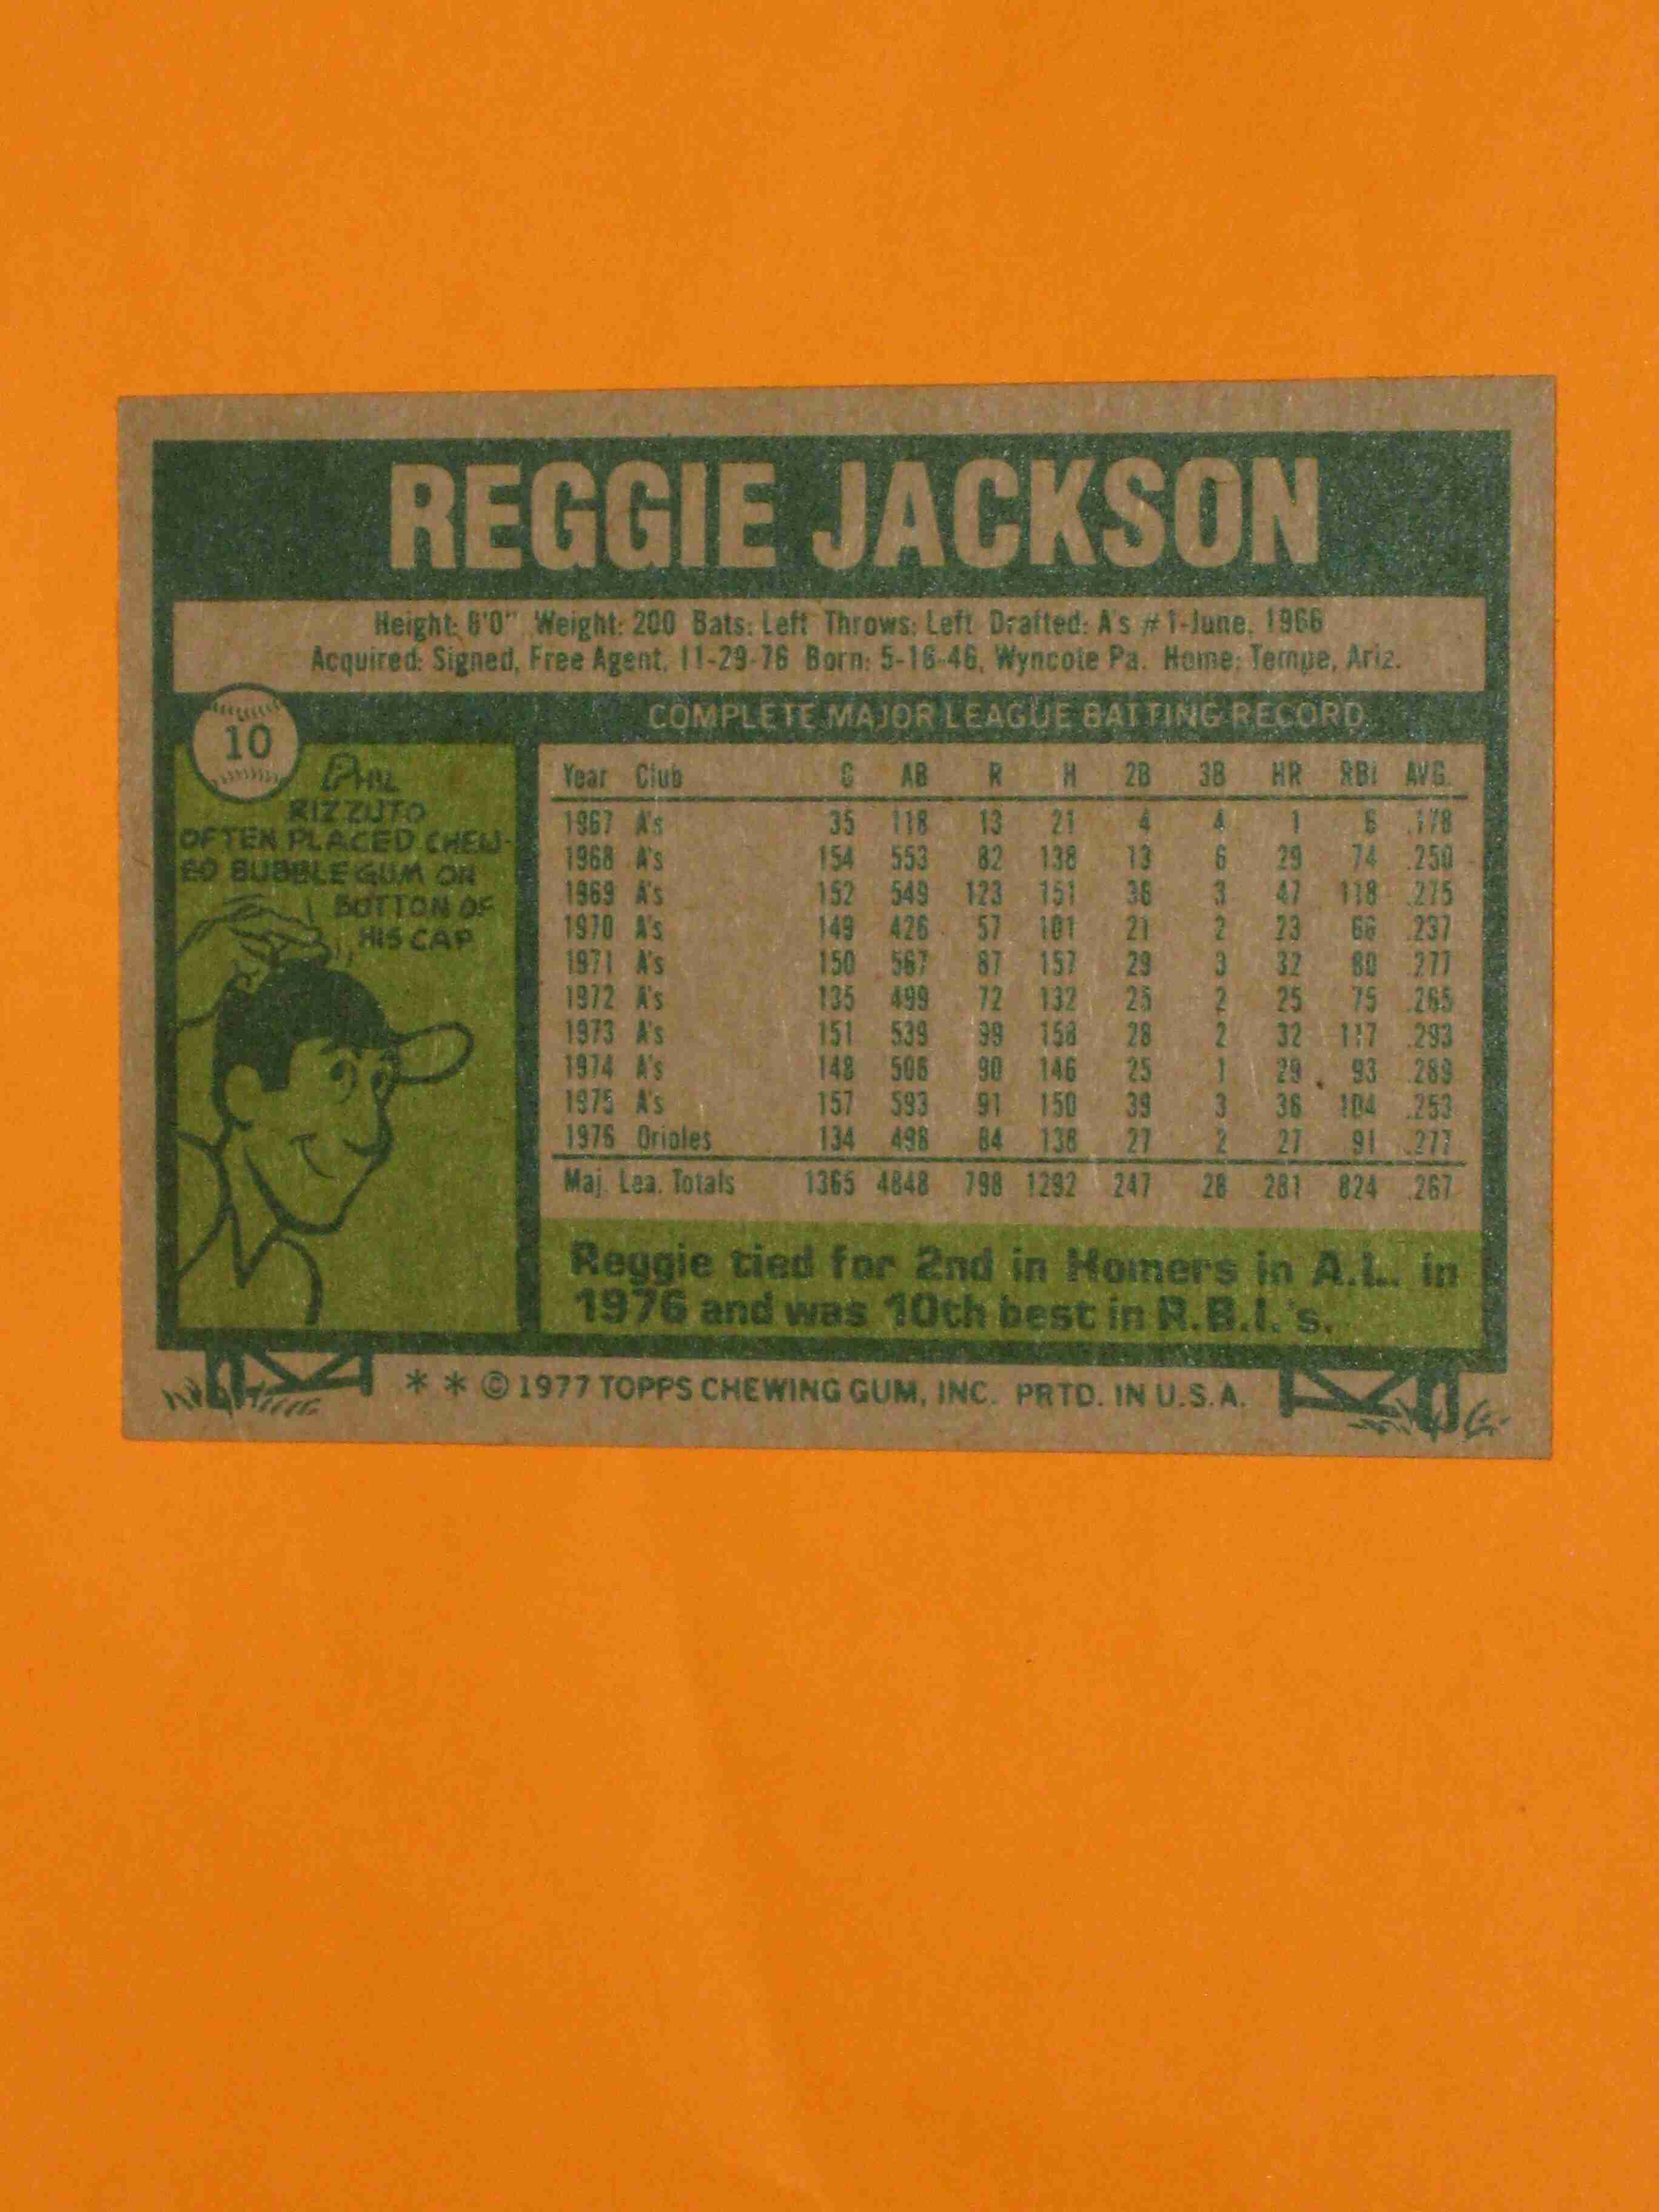 REGGIE JACKSON
Height: 6'0" Weight: 200 Bats: Left Throws: Left Drafted: A's #1-June, 1966
Acquired: Signed, Free Agent, 11-29-76 Born: 5-18-46, Wyncote Pa. Home: Tempe, Ariz.
10
COMPLETE MAJOR LEAGUE BATTING RECORD
PHIL
RIZZUTO
OFTEN PLACED CHEW-
ED BUBBLE GUM ON
BUTTON OF
HIS CAP
Year Club G AB R H 2B 3B HR RBI AVG.
1967 A's 35 118 13 21 4 4 1 6 .178
1968 A's 154 553 82 138 13 6 29 74 .250
1969 A's 152 549 123 151 36 3 47 118 .275
1970 A's 149 426 57 101 21 2 23 66 .237
1971 A's 150 567 87 157 29 3 32 80 .277
1972 A's 135 499 72 132 25 2 25 75 .265
1973 A's 151 539 99 158 28 2 32 117 .293
1974 A's 148 506 90 146 25 1 29 93 .289
1975 A's 157 593 91 150 39 3 36 104 .253
1976 Orioles 134 498 84 138 27 2 27 91 .277
Maj. Lea. Totals 1365 4848 798 1292 247 28 281 824 .267
Reggie tied for 2nd in Homers in A.L. in
1976 and was 10th best in R.B.I.'s.
* * © 1977 TOPPS CHEWING GUM, INC. PRTD. IN U.S.A.